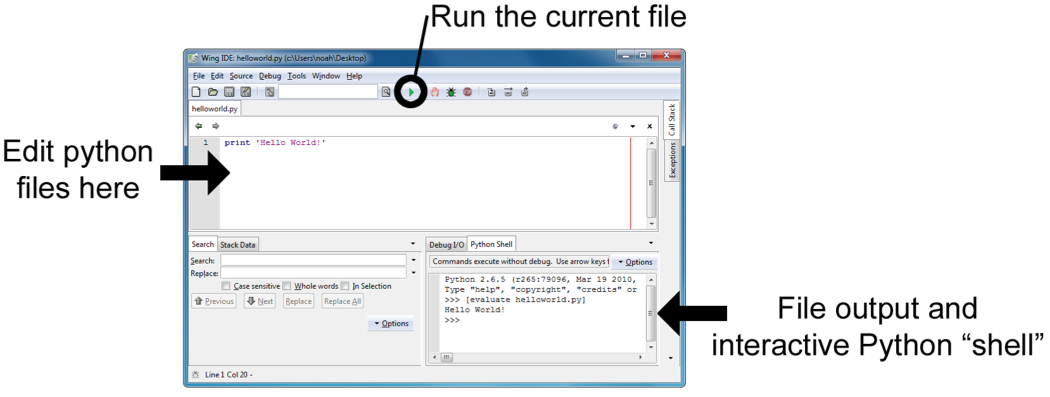 Run the current file
Wing IDE: helloworld.py (c:\Users\noah\Desktop)
File Edit Source Debug Tools Window Help
helloworld.py
Call Stack
Exceptions
1 print 'Hello World!'
Edit python
files here
Search Stack Data
Search:
Replace:
Case sensitive Whole words In Selection
Previous Next Replace Replace All
Options
Debug I/O Python Shell
Commands execute without debug. Use arrow keys f
Options
Python 2.6.5 (r265:79096, Mar 19 2010,
Type "help", "copyright", "credits" or
>>> [evaluate helloworld.py]
Hello World!
>>>
File output and
interactive Python “shell”
Line 1 Col 20 -